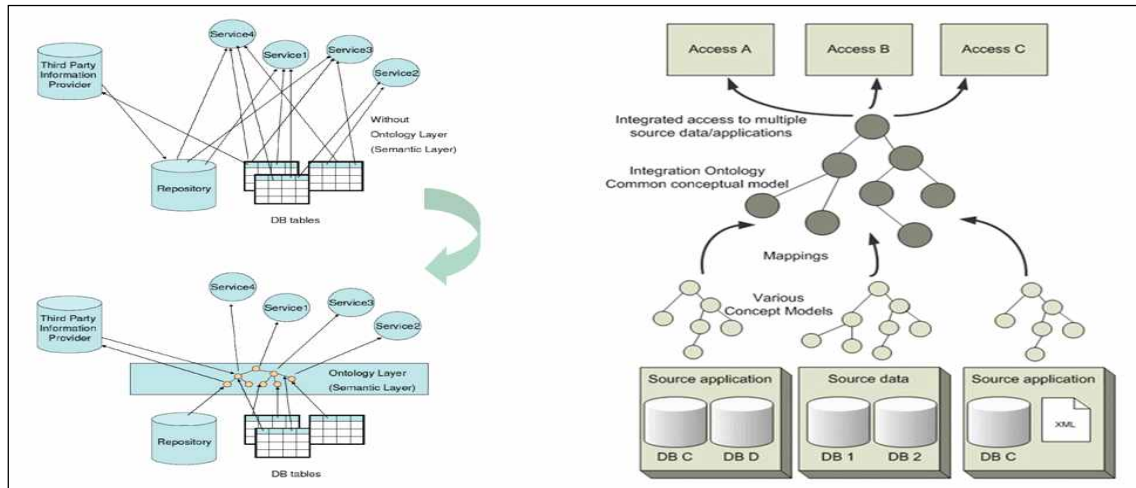 Service4
Service1
Service3
Service2
Third Party
Information
Provider
Without
Ontology Layer
(Semantic Layer)
Repository
DB tables
Service4
Service1
Service3
Service2
Third Party
Information
Provider
Ontology Layer
(Semantic Layer)
Repository
DB tables
Access A
Access B
Access C
Integrated access to multiple
source data/applications
Integration Ontology
Common conceptual model
Mappings
Various
Concept Models
Source application
DB C
DB D
Source data
DB 1
DB 2
Source application
DB C
XML